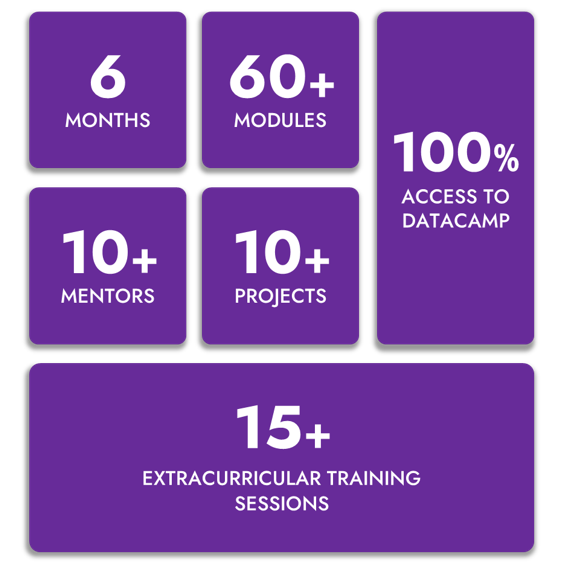 6
MONTHS
60+
MODULES
100%
ACCESS TO
DATACAMP
10+
MENTORS
10+
PROJECTS
15+
EXTRACURRICULAR TRAINING
SESSIONS